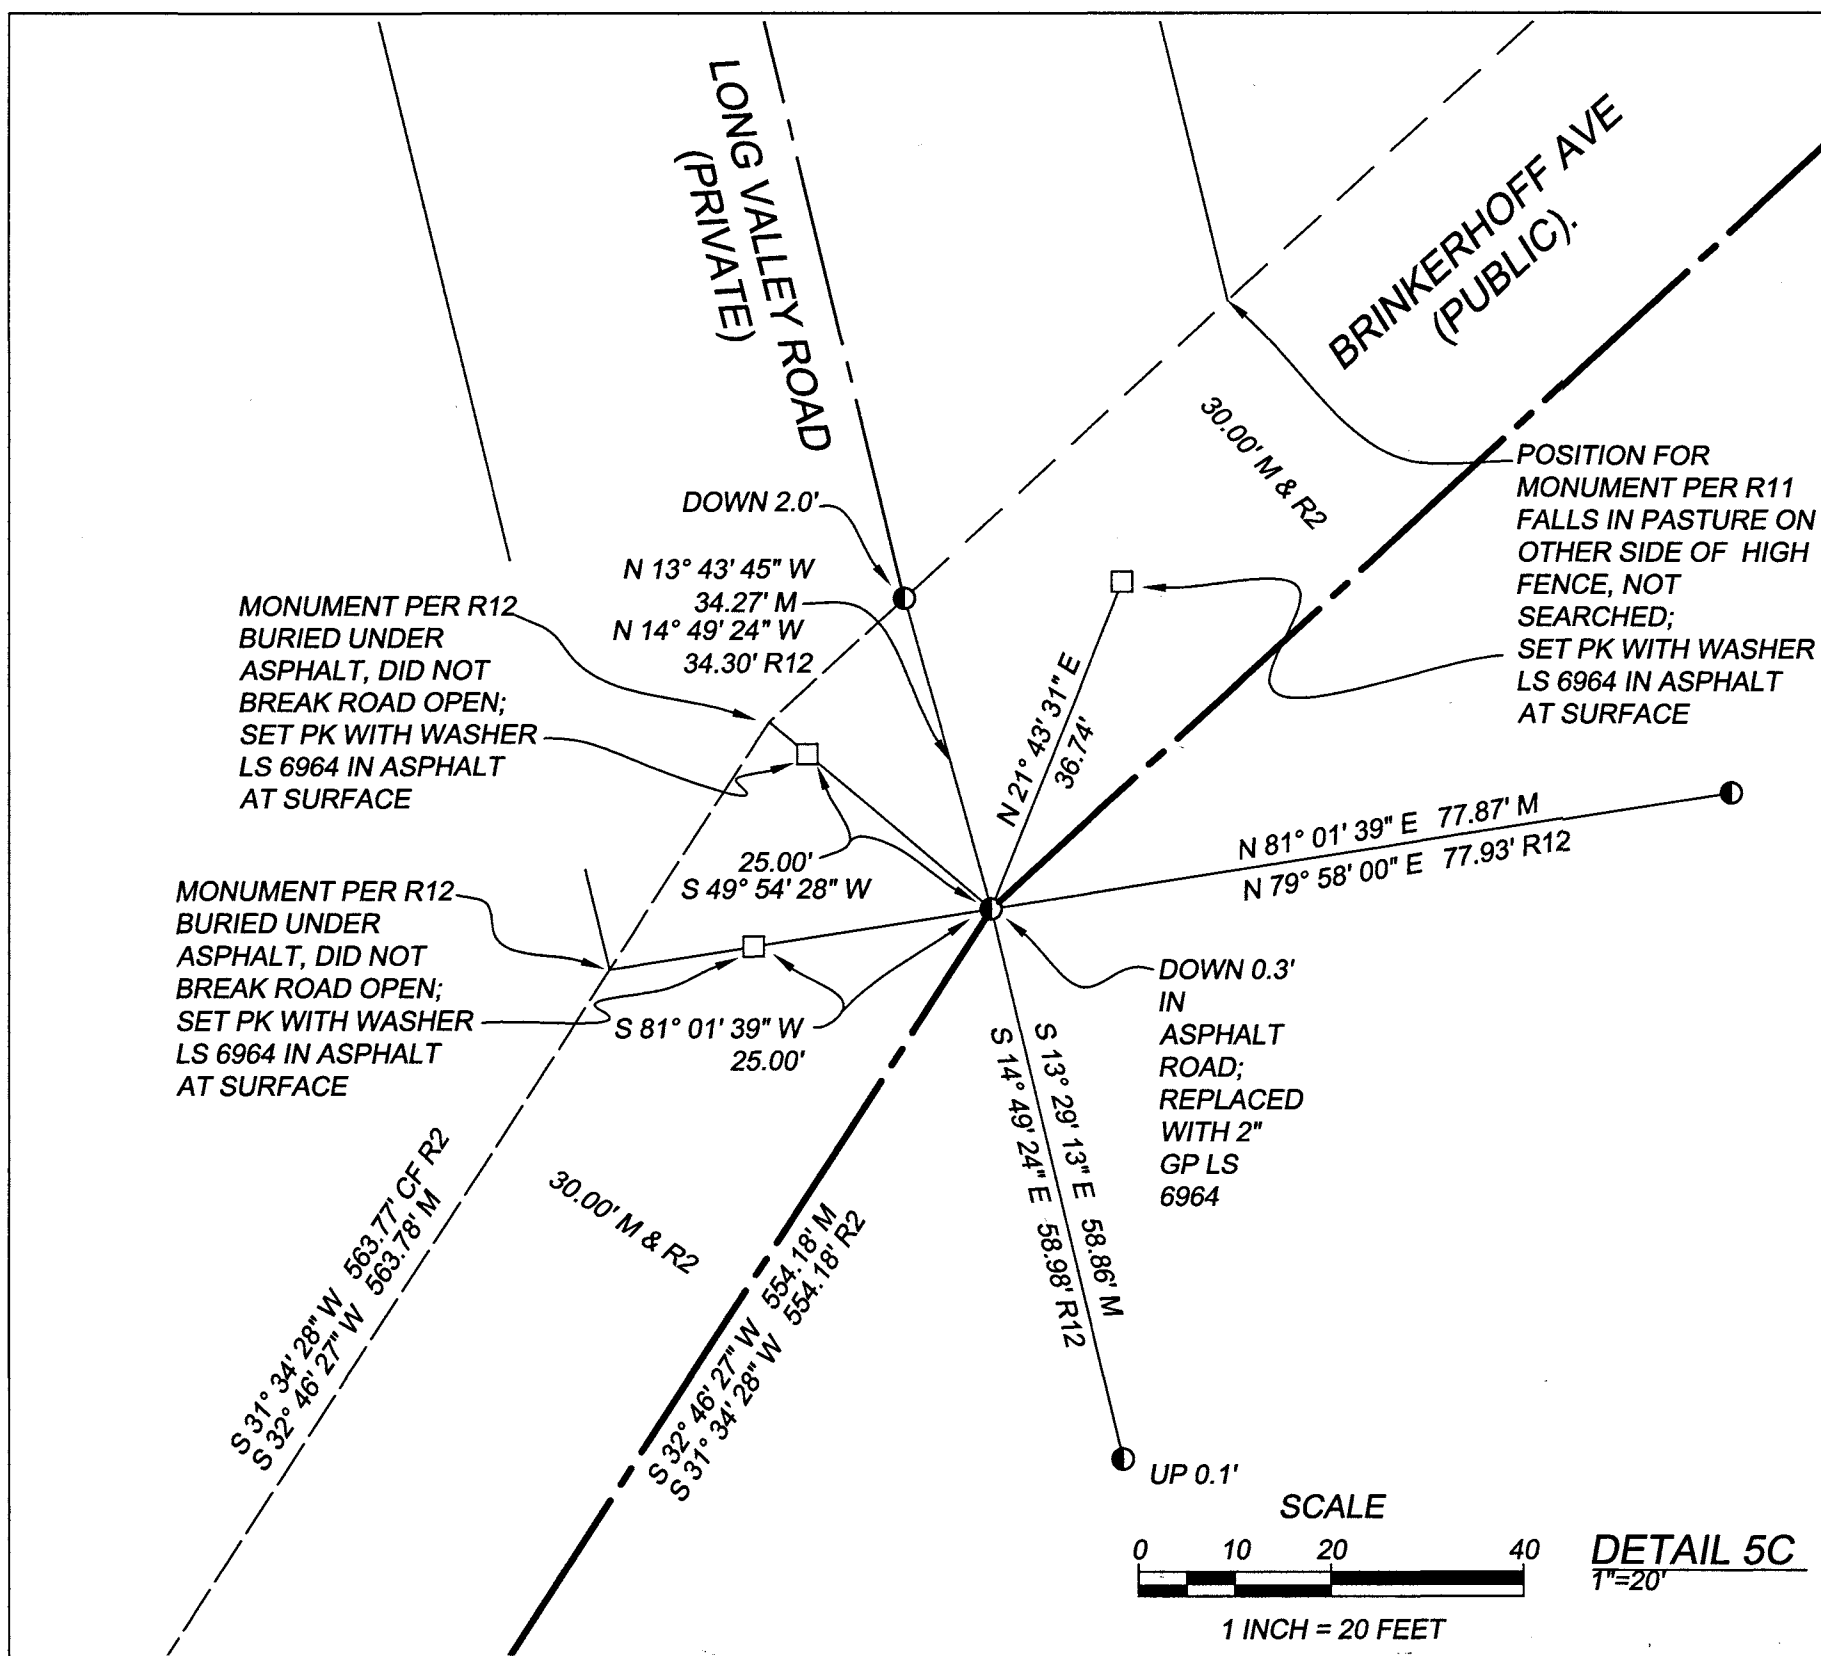 LONG VALLEY ROAD
(PRIVATE)
BRINKERHOFF AVE
(PUBLIC).
30.00' M & R2
POSITION FOR
MONUMENT PER R11
FALLS IN PASTURE ON
OTHER SIDE OF HIGH
FENCE, NOT
SEARCHED;
SET PK WITH WASHER
LS 6964 IN ASPHALT
AT SURFACE
DOWN 2.0'
N 13° 43' 45" W
34.27' M
N 14° 49' 24" W
34.30' R12
MONUMENT PER R12
BURIED UNDER
ASPHALT, DID NOT
BREAK ROAD OPEN;
SET PK WITH WASHER
LS 6964 IN ASPHALT
AT SURFACE
N 21° 43' 31" E
36.74'
N 81° 01' 39" E 77.87' M
N 79° 58' 00" E 77.93' R12
25.00'
S 49° 54' 28" W
MONUMENT PER R12
BURIED UNDER
ASPHALT, DID NOT
BREAK ROAD OPEN;
SET PK WITH WASHER
LS 6964 IN ASPHALT
AT SURFACE
S 81° 01' 39" W
25.00'
DOWN 0.3'
IN
ASPHALT
ROAD;
REPLACED
WITH 2"
GP LS
6964
S 13° 29' 13" E 58.86' M
S 14° 49' 24" E 58.98' R12
30.00' M & R2
S 31° 34' 28" W 563.77' CF R2
S 32° 46' 27" W 563.78' M
S 32° 46' 27" W 554.18' M
S 31° 34' 28" W 554.18' R2
UP 0.1'
SCALE
0 10 20 40
1 INCH = 20 FEET
DETAIL 5C
1"=20'